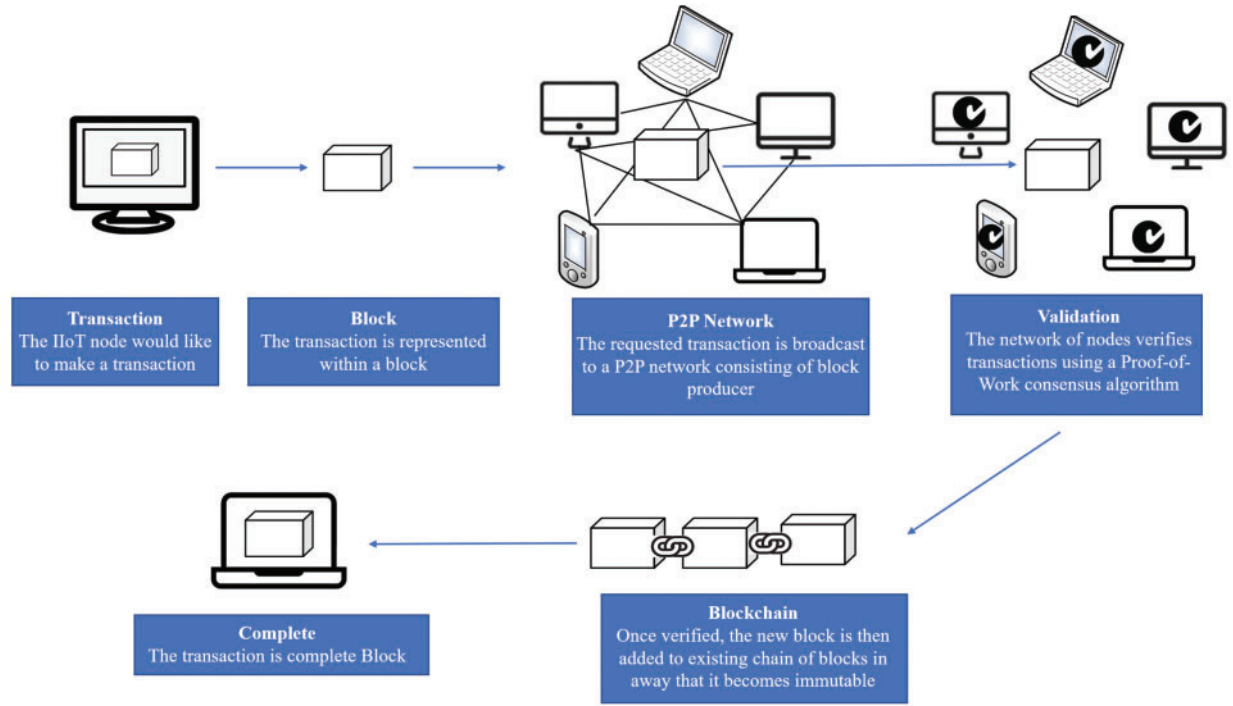 Transaction
The IIoT node would like
to make a transaction
Block
The transaction is represented
within a block
P2P Network
The requested transaction is broadcast
to a P2P network consisting of block
producer
Validation
The network of nodes verifies
transactions using a Proof-of-
Work consensus algorithm
Complete
The transaction is complete Block
Blockchain
Once verified, the new block is then
added to existing chain of blocks in
away that it becomes immutable